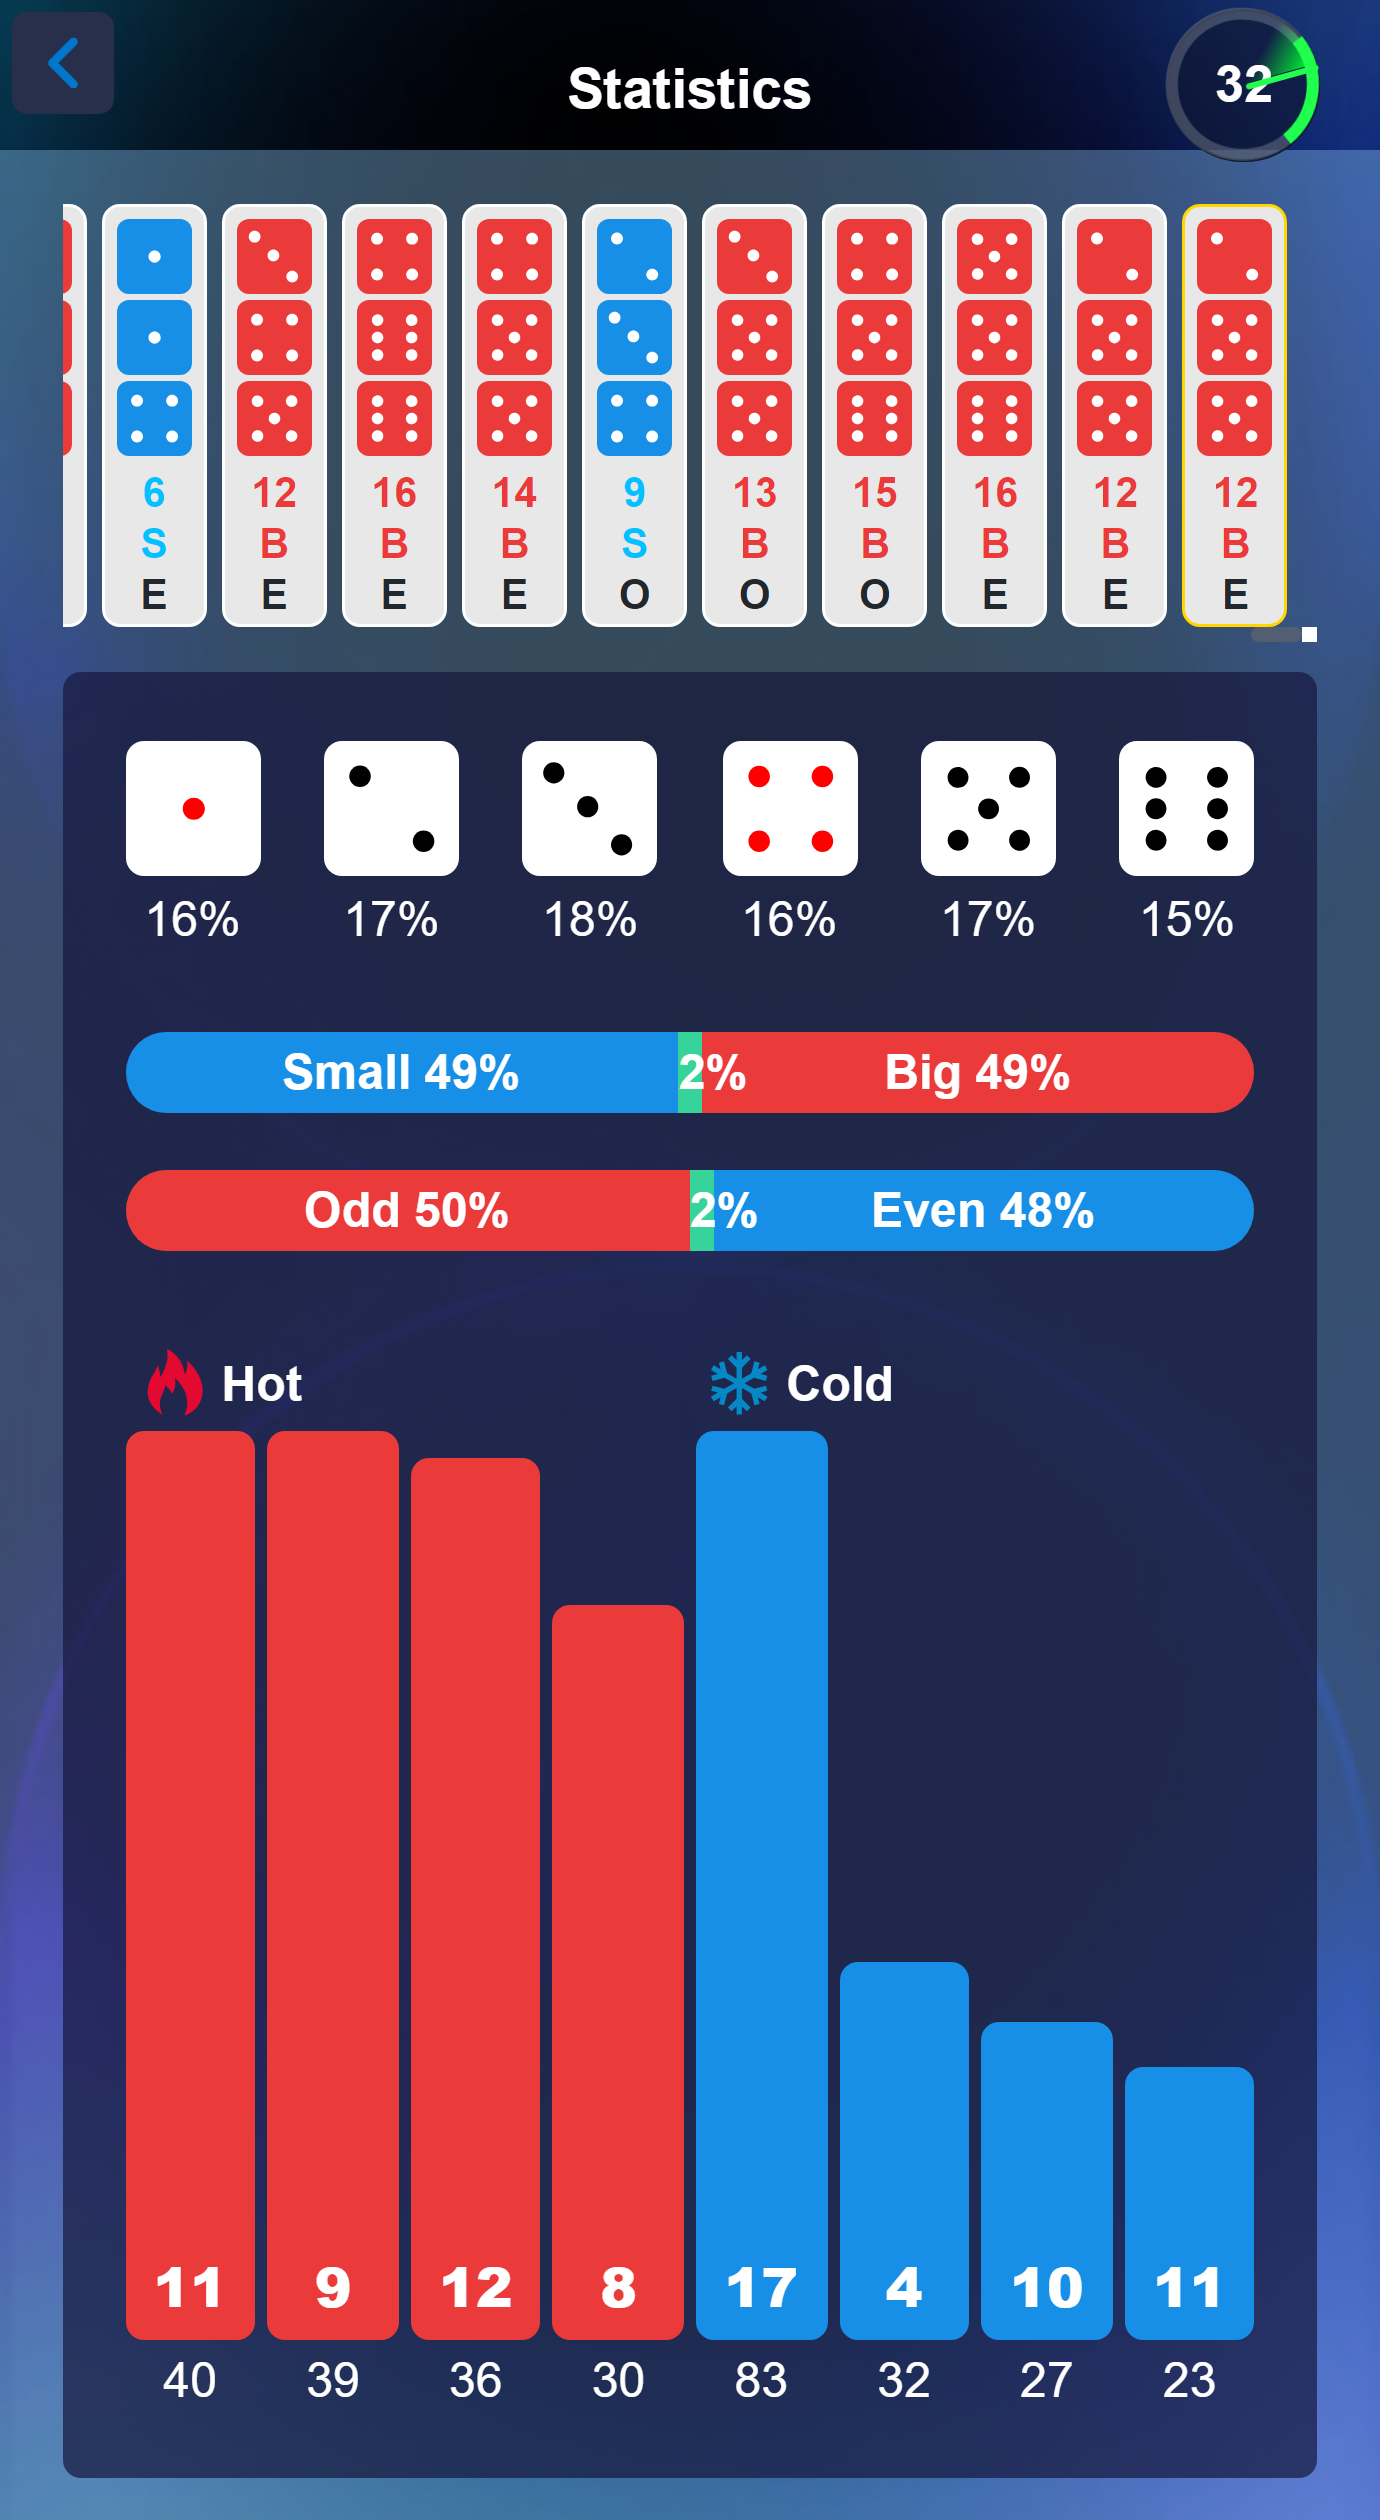 Statistics
32
6 12 16 14 9 13 15 16 12 12
S B B B S B B B B B
E E E E O O O E E E
16% 17% 18% 16% 17% 15%
Small 49% 2% Big 49%
Odd 50% 2% Even 48%
Hot Cold
11 9 12 8 17 4 10 11
40 39 36 30 83 32 27 23